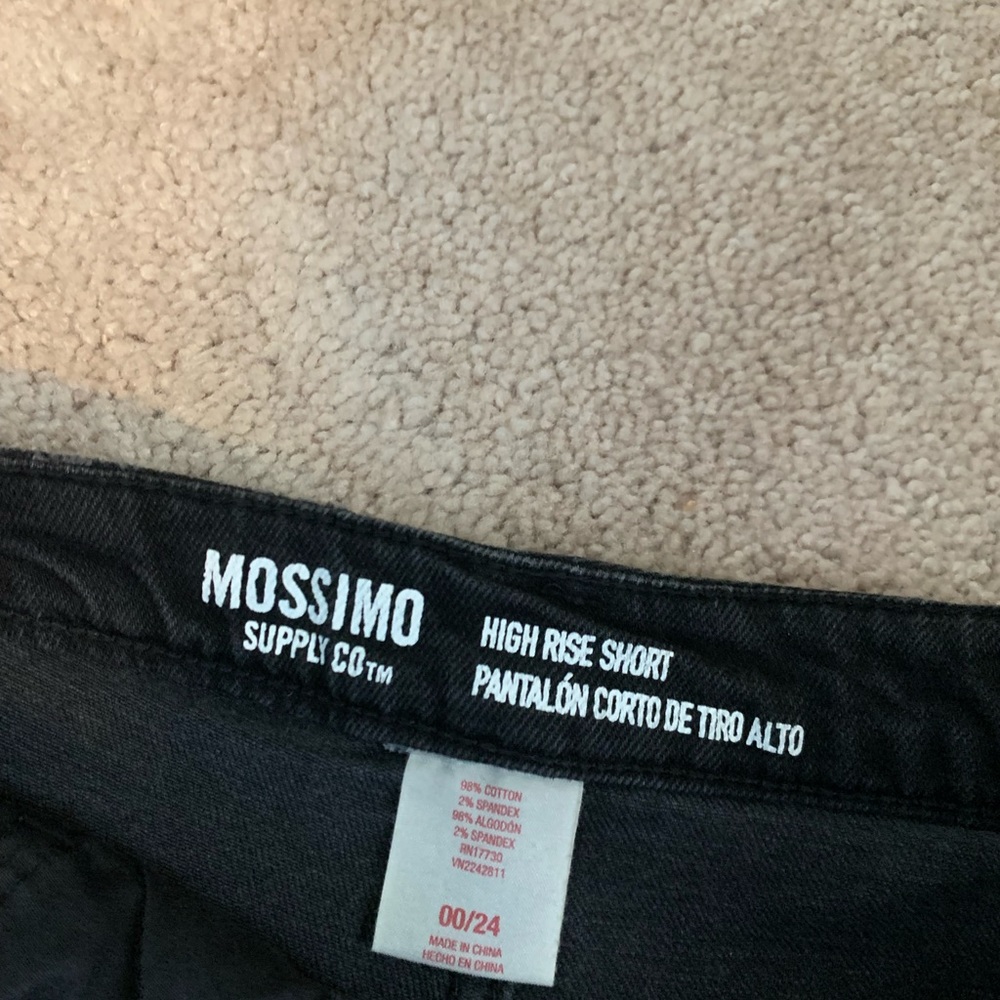 MOSSIMO
SUPPLY CO™
HIGH RISE SHORT
PANTALÓN CORTO DE TIRO ALTO
98% COTTON
2% SPANDEX
98% ALGODÓN
2% SPANDEX
RN17730
VN2242811
00/24
MADE IN CHINA
HECHO EN CHINA